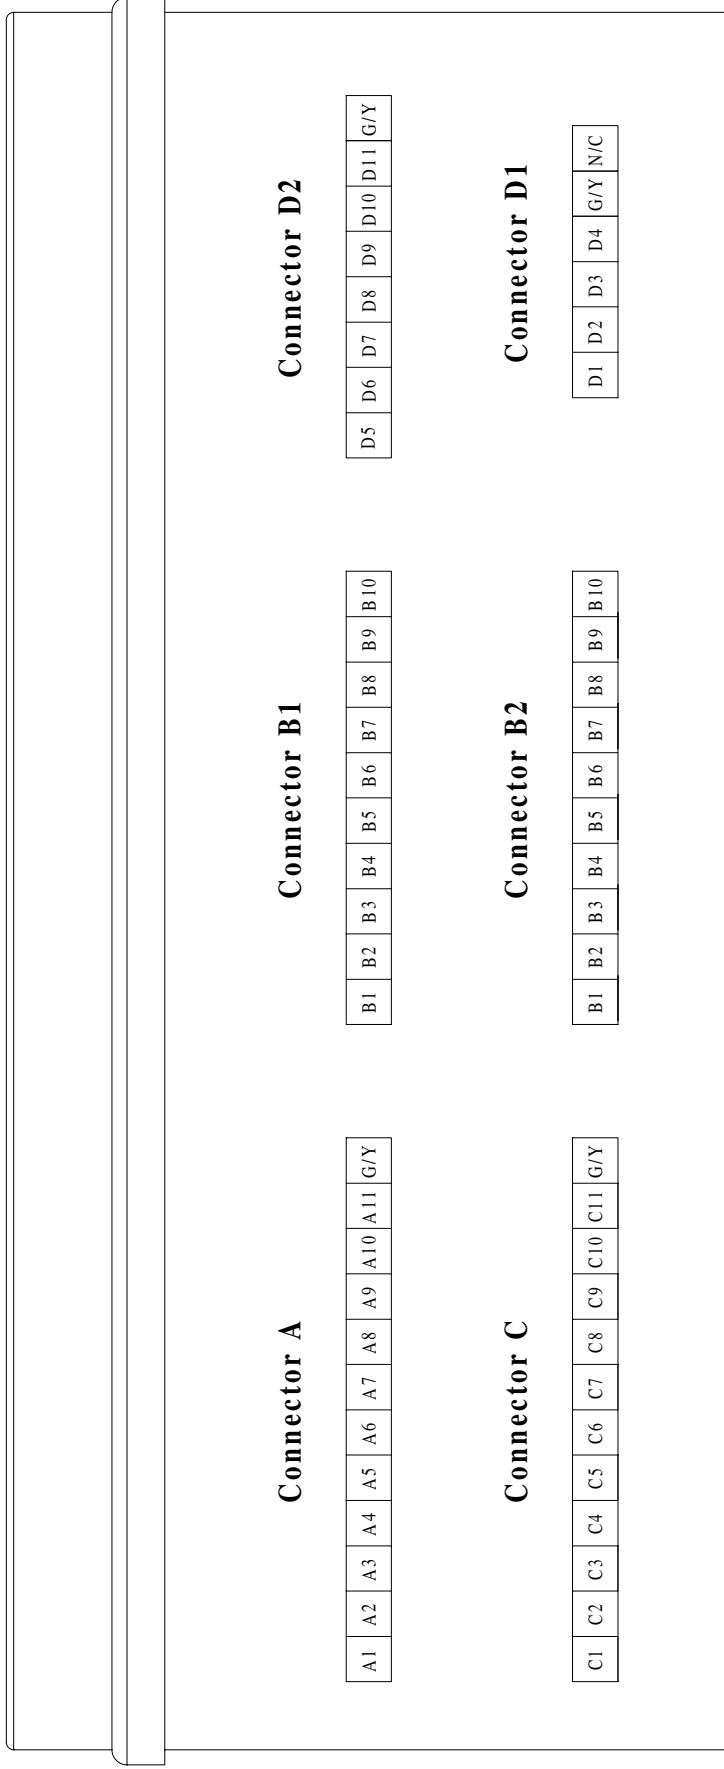 Connector A
A1 A2 A3 A4 A5 A6 A7 A8 A9 A10 A11 G/Y
Connector B1
B1 B2 B3 B4 B5 B6 B7 B8 B9 B10
Connector D2
D5 D6 D7 D8 D9 D10 D11 G/Y
Connector C
C1 C2 C3 C4 C5 C6 C7 C8 C9 C10 C11 G/Y
Connector B2
B1 B2 B3 B4 B5 B6 B7 B8 B9 B10
Connector D1
D1 D2 D3 D4 G/Y N/C